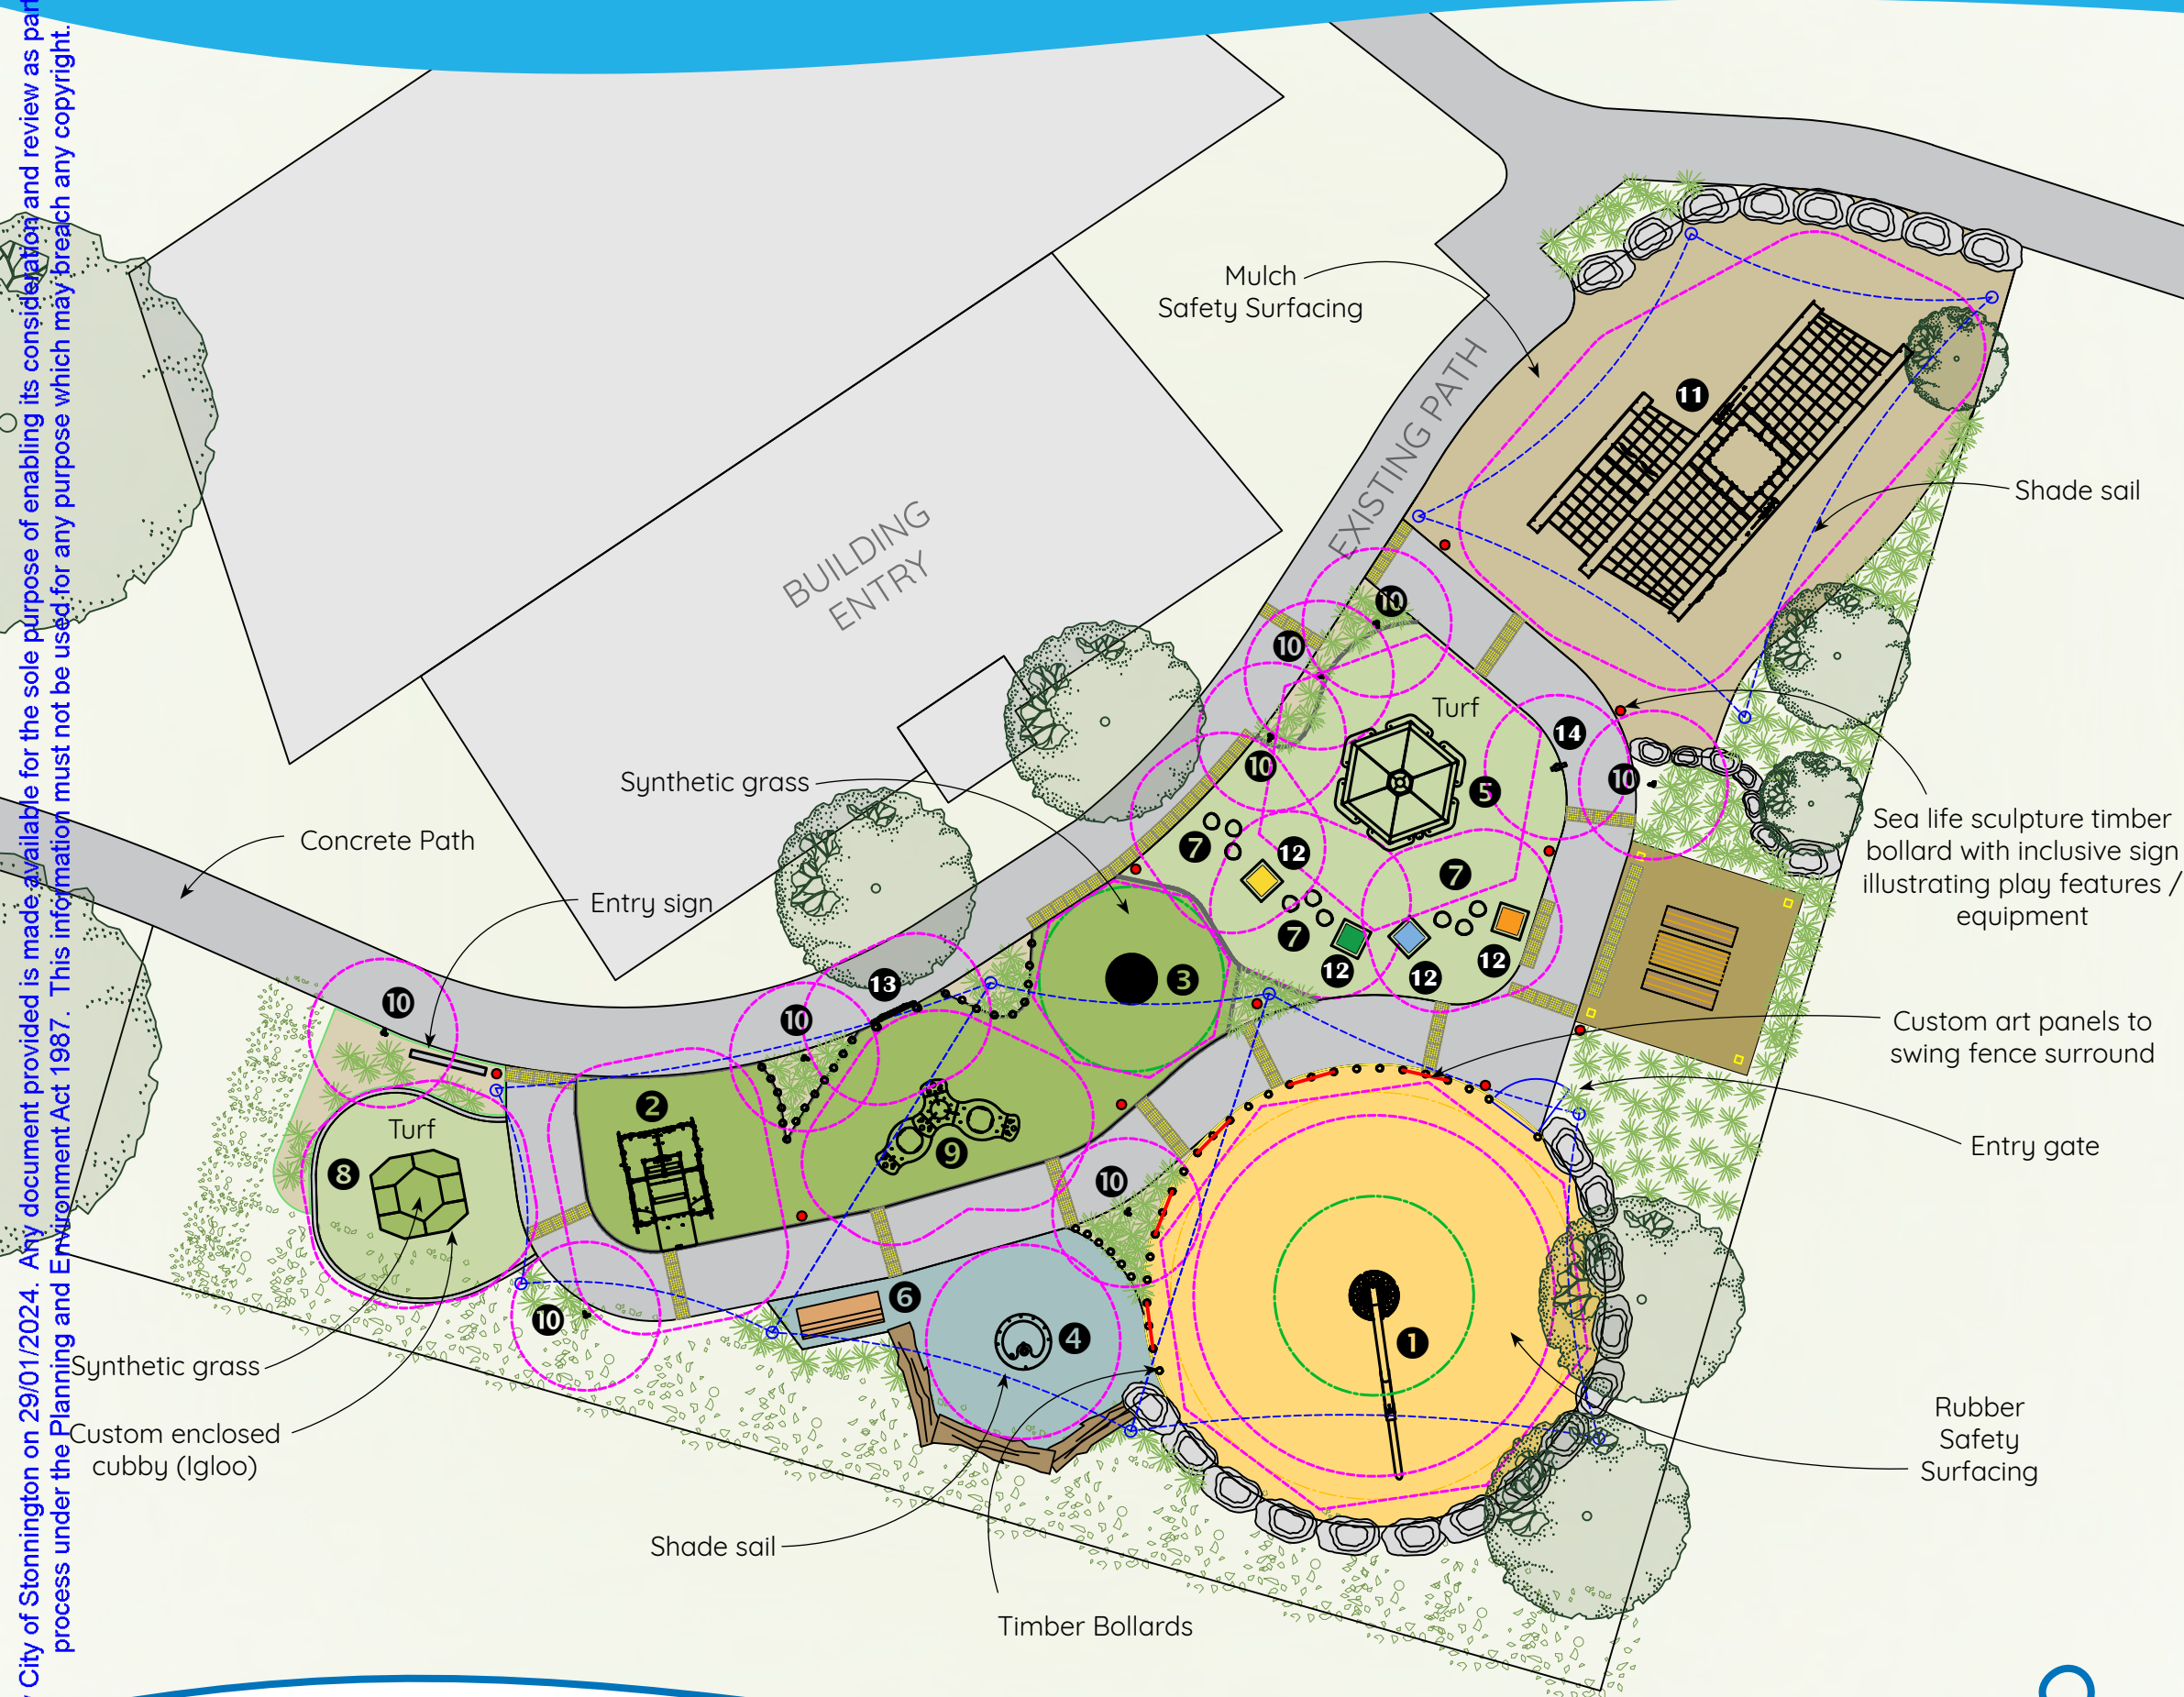 City of Stonnington on 29/01/2024.  Any document provided is made available for the sole purpose of enabling its consideration and review as part
process under the Planning and Environment Act 1987.  This information must not be used for any purpose which may breach any copyright.
Mulch
Safety Surfacing
EXISTING PATH
11
Shade sail
BUILDING
ENTRY
10
10
Turf
14
10
10
5
Synthetic grass
7
12
7
Sea life sculpture timber
bollard with inclusive sign
illustrating play features /
equipment
Concrete Path
Entry sign
7
12
12
12
3
13
10
10
Custom art panels to
swing fence surround
2
Turf
9
8
10
Entry gate
10
6
4
1
Synthetic grass
Custom enclosed
cubby (Igloo)
Rubber
Safety
Surfacing
Shade sail
Timber Bollards